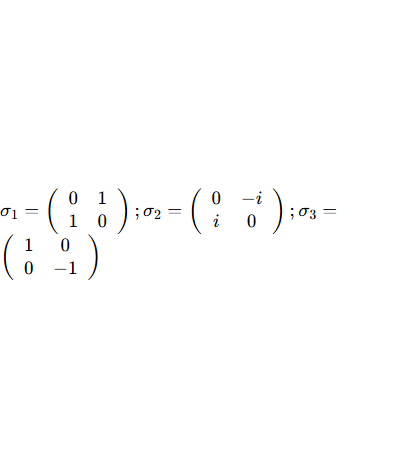 σ₁ = ( 0 1 ; 1 0 ) ; σ₂ = ( 0 −i ; i 0 ) ; σ₃ =
( 1 0 ; 0 −1 )